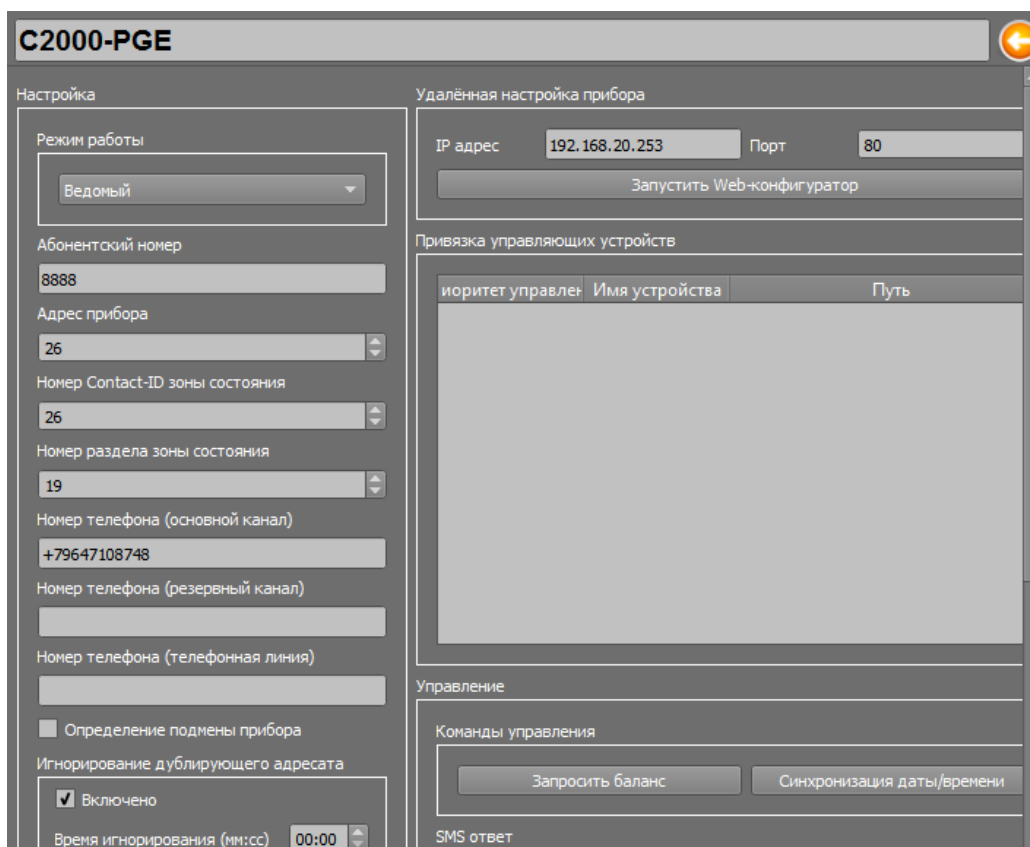 C2000-PGE
Настройка
Режим работы
Ведомый
Абонентский номер
8888
Адрес прибора
26
Номер Contact-ID зоны состояния
26
Номер раздела зоны состояния
19
Номер телефона (основной канал)
+79647108748
Номер телефона (резервный канал)
Номер телефона (телефонная линия)
Определение подмены прибора
Игнорирование дублирующего адресата
Включено
Время игнорирования (мм:сс) 00:00
Удалённая настройка прибора
IP адрес 192.168.20.253 Порт 80
Запустить Web-конфигуратор
Привязка управляющих устройств
иоритет управлен Имя устройства Путь
Управление
Команды управления
Запросить баланс Синхронизация даты/времени
SMS ответ